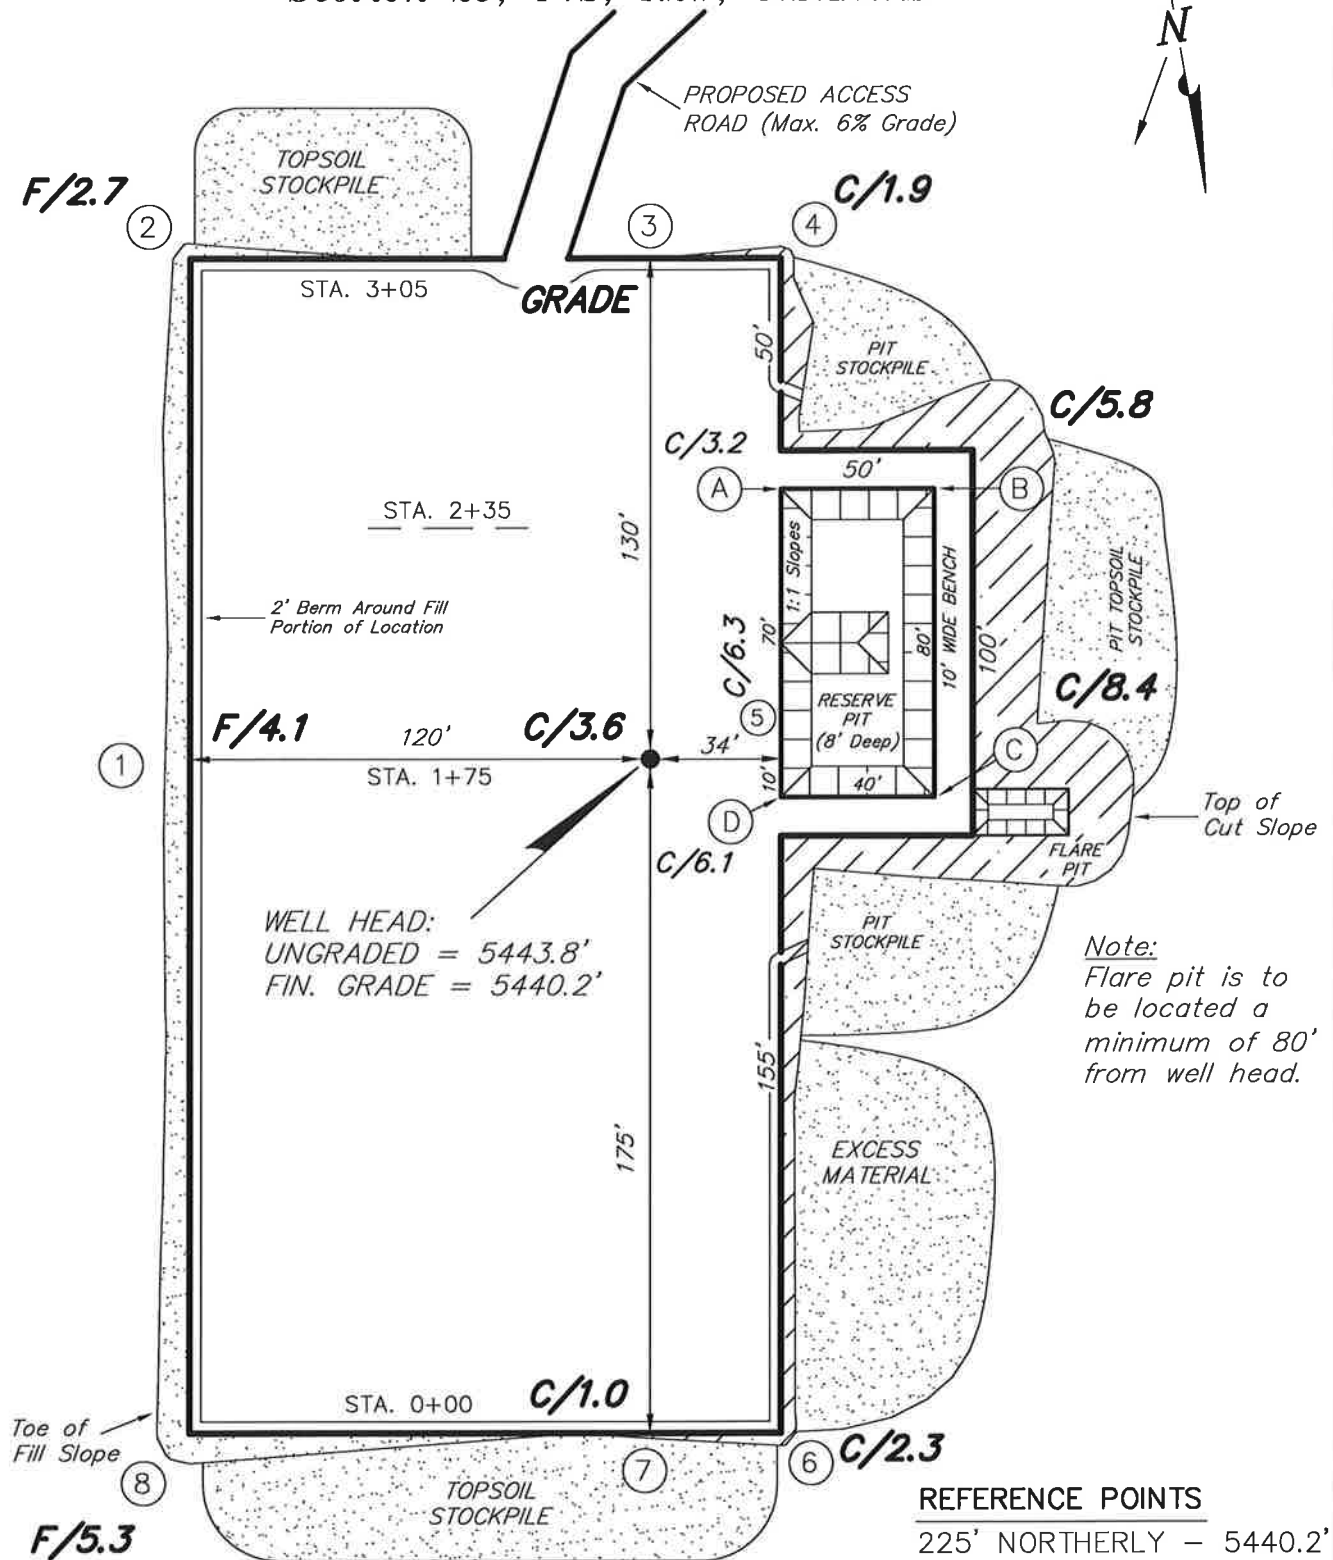 N
PROPOSED ACCESS
ROAD (Max. 6% Grade)
TOPSOIL
STOCKPILE
F/2.7
2
3
4
C/1.9
STA. 3+05
GRADE
50'
PIT
STOCKPILE
C/5.8
C/3.2
50'
A
B
STA. 2+35
130'
1:1 Slopes
70'
80'
10' WIDE BENCH
100'
PIT TOPSOIL
STOCKPILE
2' Berm Around Fill
Portion of Location
C/6.3
5
RESERVE
PIT
(8' Deep)
C/8.4
F/4.1
120'
C/3.6
34'
1
STA. 1+75
C
10'
40'
D
Top of
Cut Slope
FLARE
PIT
C/6.1
WELL HEAD:
UNGRADED = 5443.8'
FIN. GRADE = 5440.2'
PIT
STOCKPILE
Note:
Flare pit is to
be located a
minimum of 80'
from well head.
155'
175'
EXCESS
MATERIAL
STA. 0+00
C/1.0
Toe of
Fill Slope
8
7
6
C/2.3
F/5.3
TOPSOIL
STOCKPILE
REFERENCE POINTS
225' NORTHERLY – 5440.2'